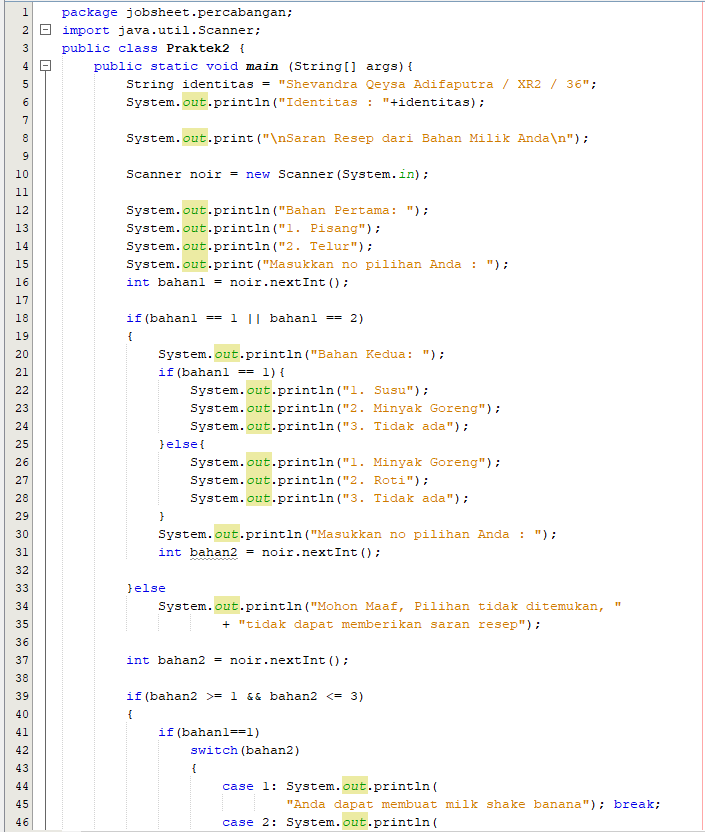 1 package jobsheet.percabangan;
2 import java.util.Scanner;
3 public class Praktek2 {
4 public static void main (String[] args){
5 String identitas = "Shevandra Qeysa Adifaputra / XR2 / 36";
6 System.out.println("Identitas : "+identitas);
7
8 System.out.print("\nSaran Resep dari Bahan Milik Anda\n");
9
10 Scanner noir = new Scanner(System.in);
11
12 System.out.println("Bahan Pertama: ");
13 System.out.println("1. Pisang");
14 System.out.println("2. Telur");
15 System.out.print("Masukkan no pilihan Anda : ");
16 int bahan1 = noir.nextInt();
17
18 if(bahan1 == 1 || bahan1 == 2)
19 {
20 System.out.println("Bahan Kedua: ");
21 if(bahan1 == 1){
22 System.out.println("1. Susu");
23 System.out.println("2. Minyak Goreng");
24 System.out.println("3. Tidak ada");
25 }else{
26 System.out.println("1. Minyak Goreng");
27 System.out.println("2. Roti");
28 System.out.println("3. Tidak ada");
29 }
30 System.out.println("Masukkan no pilihan Anda : ");
31 int bahan2 = noir.nextInt();
32
33 }else
34 System.out.println("Mohon Maaf, Pilihan tidak ditemukan, "
35 + "tidak dapat memberikan saran resep");
36
37 int bahan2 = noir.nextInt();
38
39 if(bahan2 >= 1 && bahan2 <= 3)
40 {
41 if(bahan1==1)
42 switch(bahan2)
43 {
44 case 1: System.out.println(
45 "Anda dapat membuat milk shake banana"); break;
46 case 2: System.out.println(